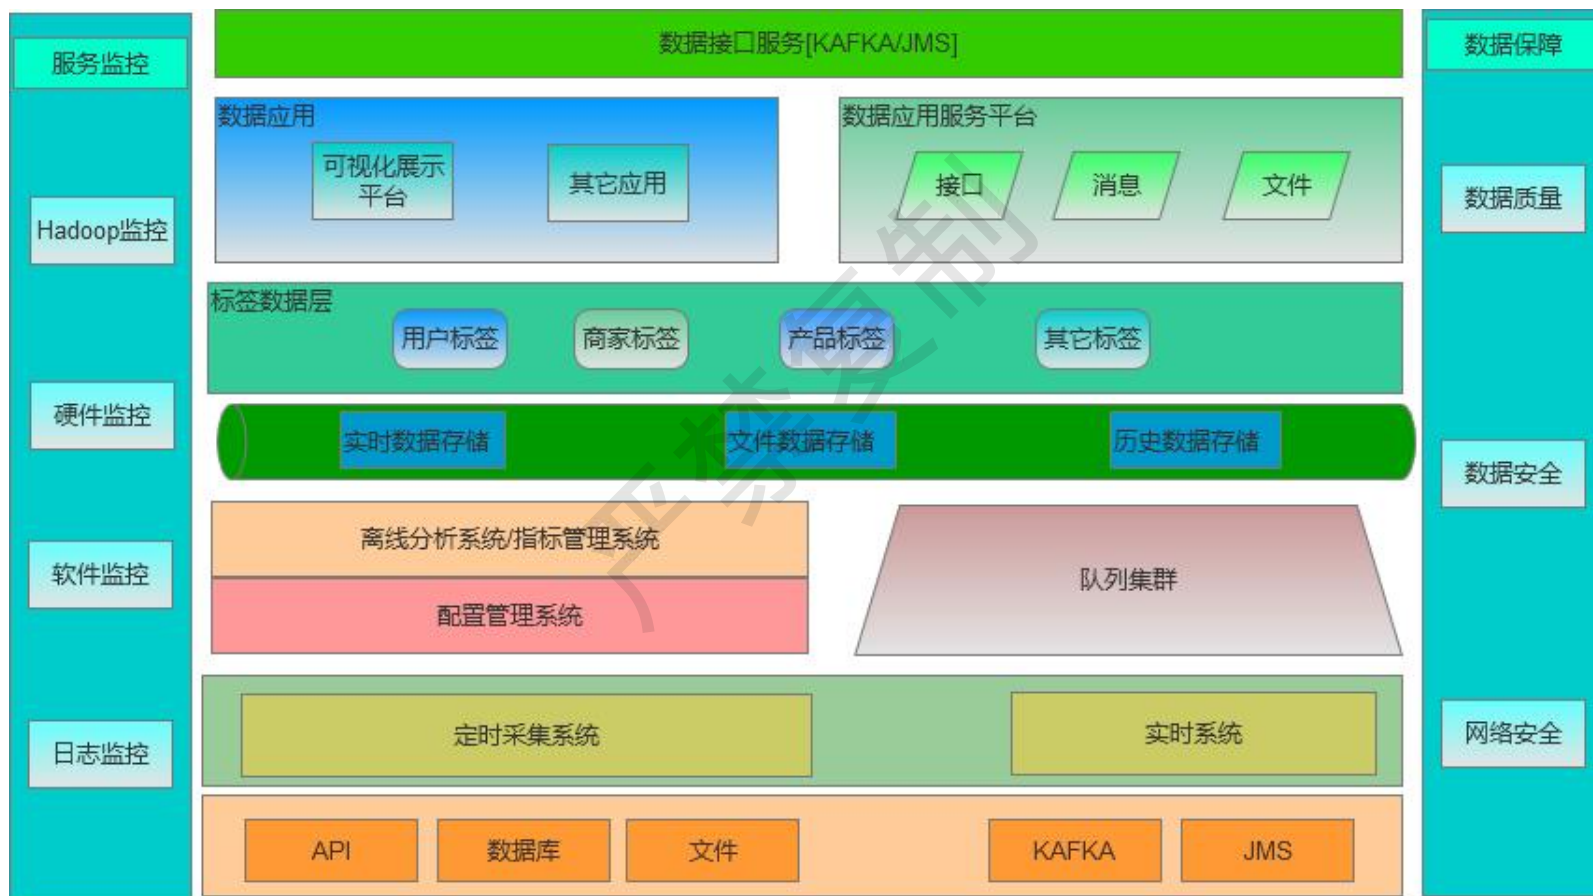 服务监控
Hadoop监控
硬件监控
软件监控
日志监控
数据接口服务[KAFKA/JMS]
数据应用
可视化展示
平台
其它应用
数据应用服务平台
接口
消息
文件
标签数据层
用户标签
商家标签
产品标签
其它标签
实时数据存储
文件数据存储
历史数据存储
离线分析系统/指标管理系统
配置管理系统
队列集群
定时采集系统
实时系统
API
数据库
文件
KAFKA
JMS
数据保障
数据质量
数据安全
网络安全
严禁复制